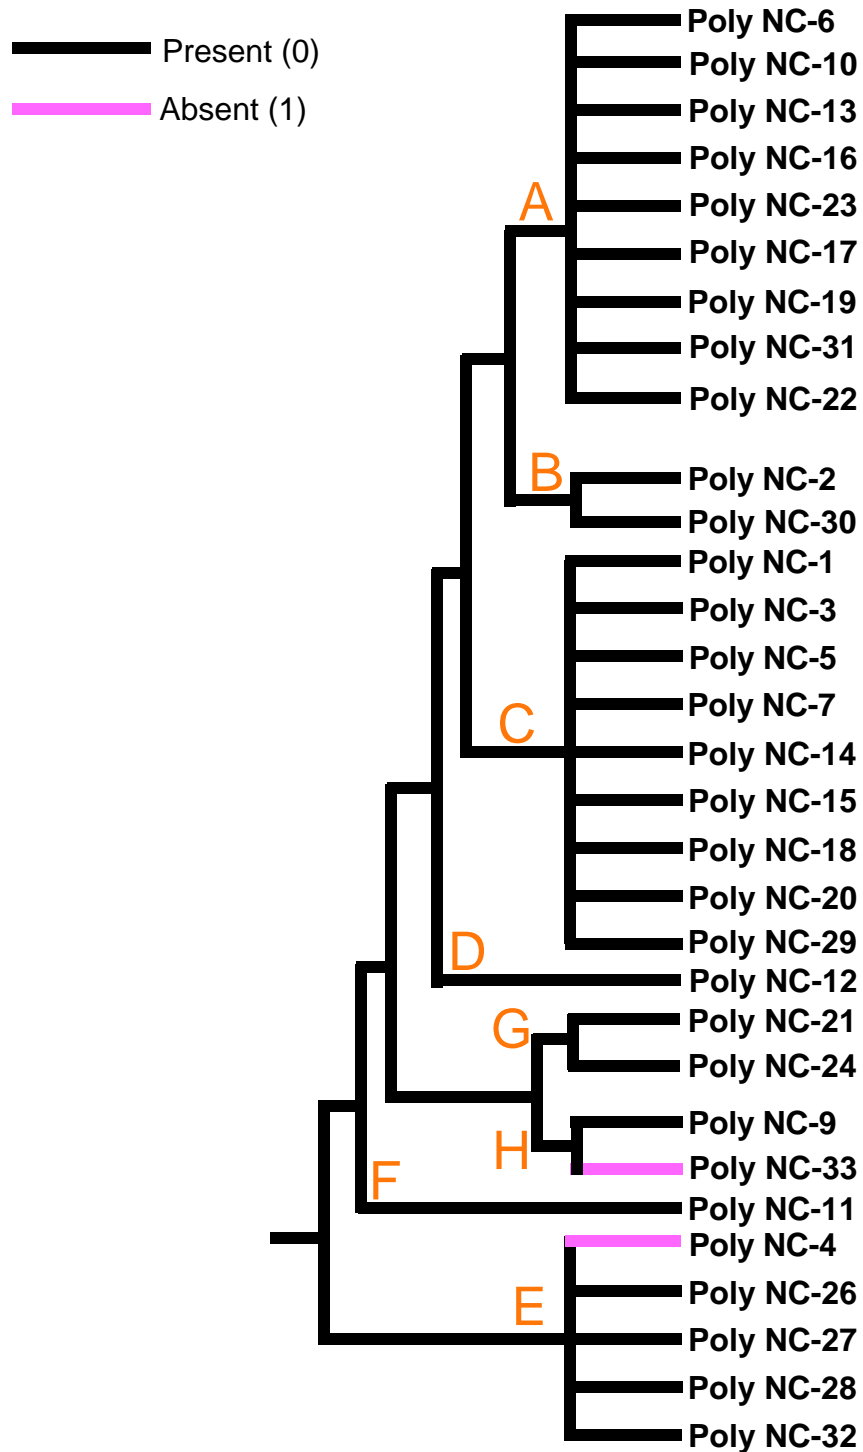 Poly NC-6
Present (0)
Poly NC-10
Absent (1)
Poly NC-13
Poly NC-16
A
Poly NC-23
Poly NC-17
Poly NC-19
Poly NC-31
Poly NC-22
B
Poly NC-2
Poly NC-30
Poly NC-1
Poly NC-3
Poly NC-5
Poly NC-7
C
Poly NC-14
Poly NC-15
Poly NC-18
Poly NC-20
Poly NC-29
D
Poly NC-12
Poly NC-21
G
Poly NC-24
Poly NC-9
H
Poly NC-33
F
Poly NC-11
Poly NC-4
Poly NC-26
E
Poly NC-27
Poly NC-28
Poly NC-32